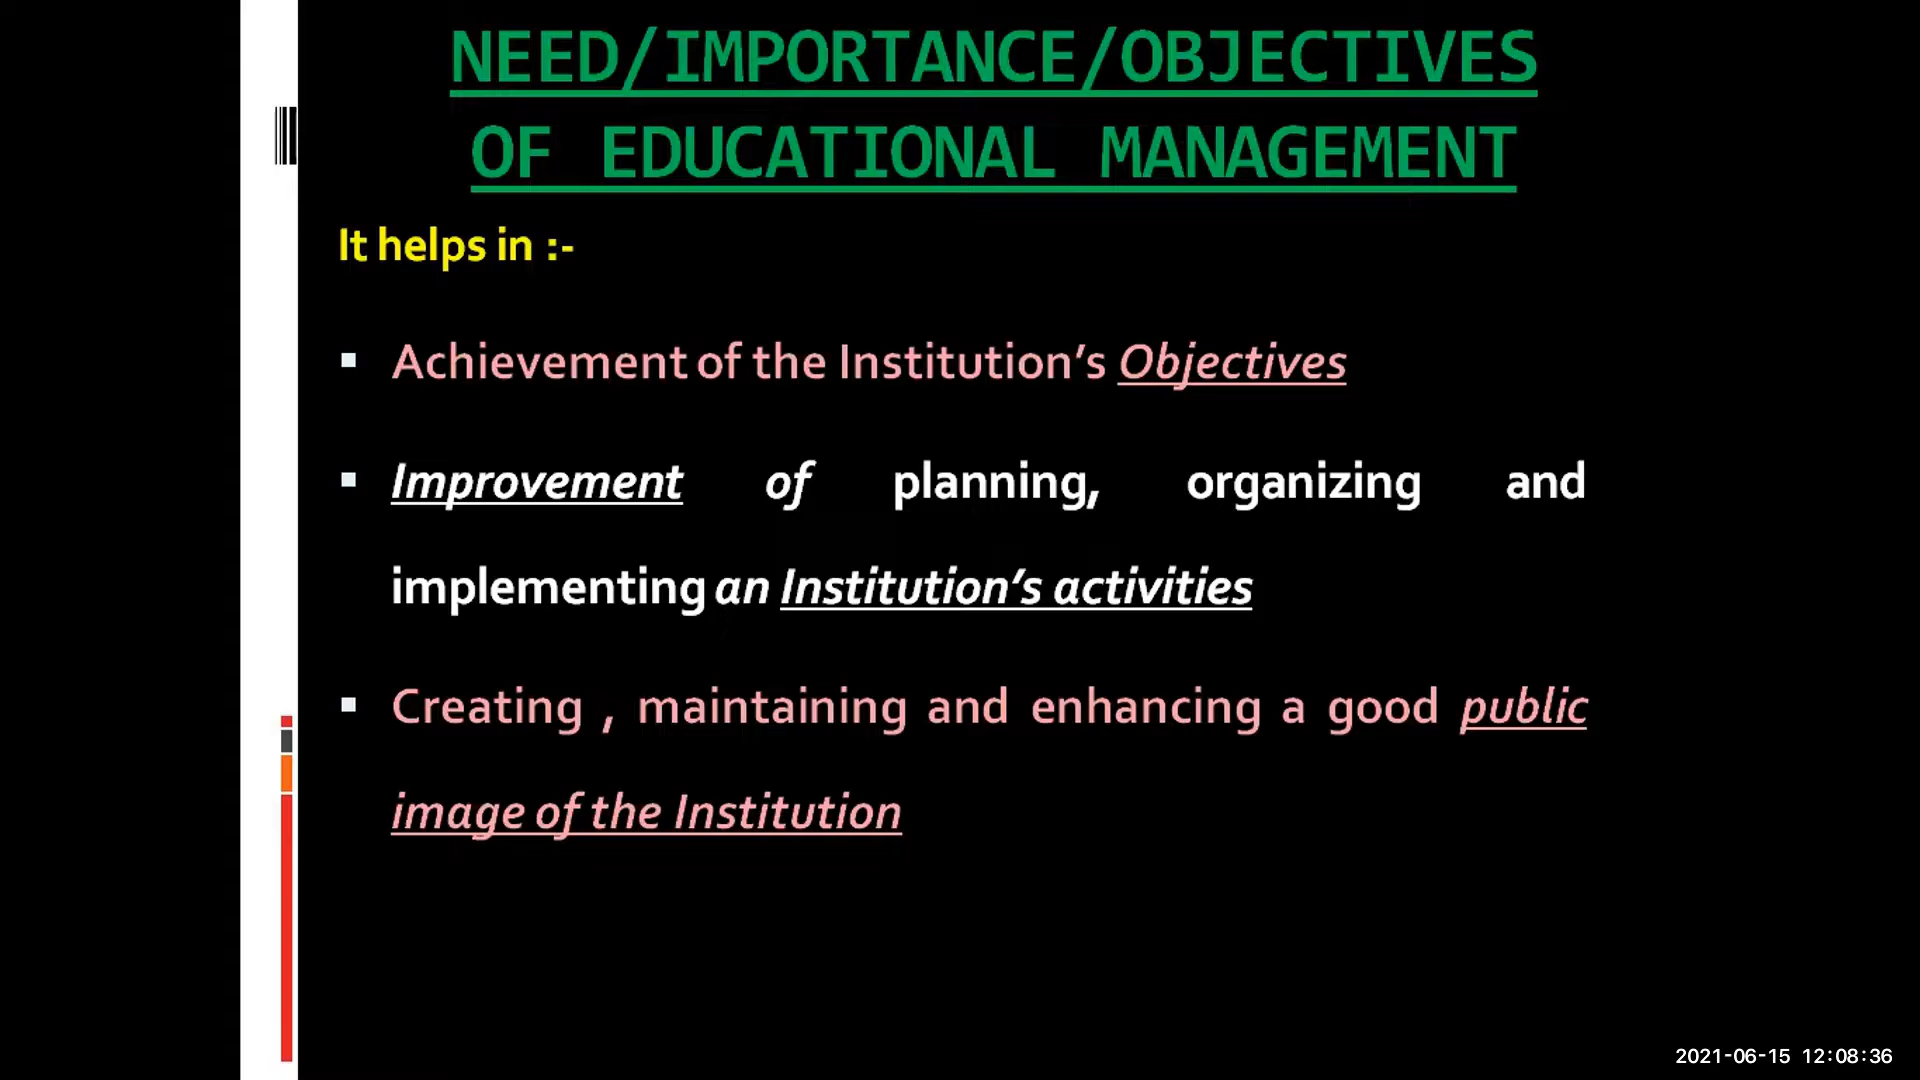 NEED/IMPORTANCE/OBJECTIVES
OF EDUCATIONAL MANAGEMENT
It helps in :-
▪ Achievement of the Institution’s Objectives
▪ Improvement of planning, organizing and
implementing an Institution’s activities
▪ Creating , maintaining and enhancing a good public
image of the Institution
2021-06-15 12:08:36